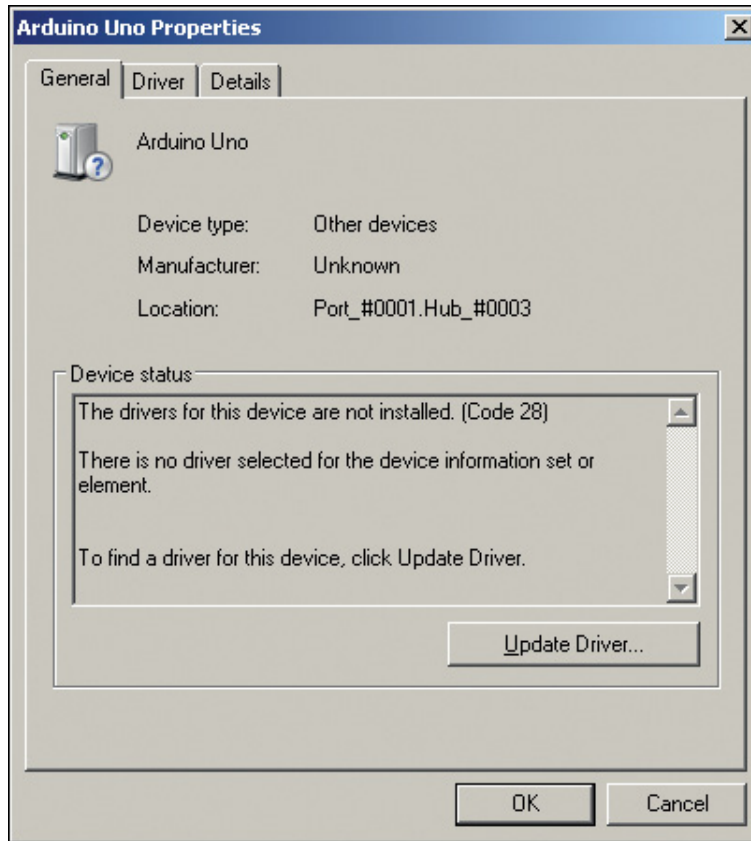 Arduino Uno Properties
General Driver Details
Arduino Uno
Device type: Other devices
Manufacturer: Unknown
Location: Port_#0001.Hub_#0003
Device status
The drivers for this device are not installed. (Code 28)
There is no driver selected for the device information set or
element.
To find a driver for this device, click Update Driver.
Update Driver...
OK Cancel